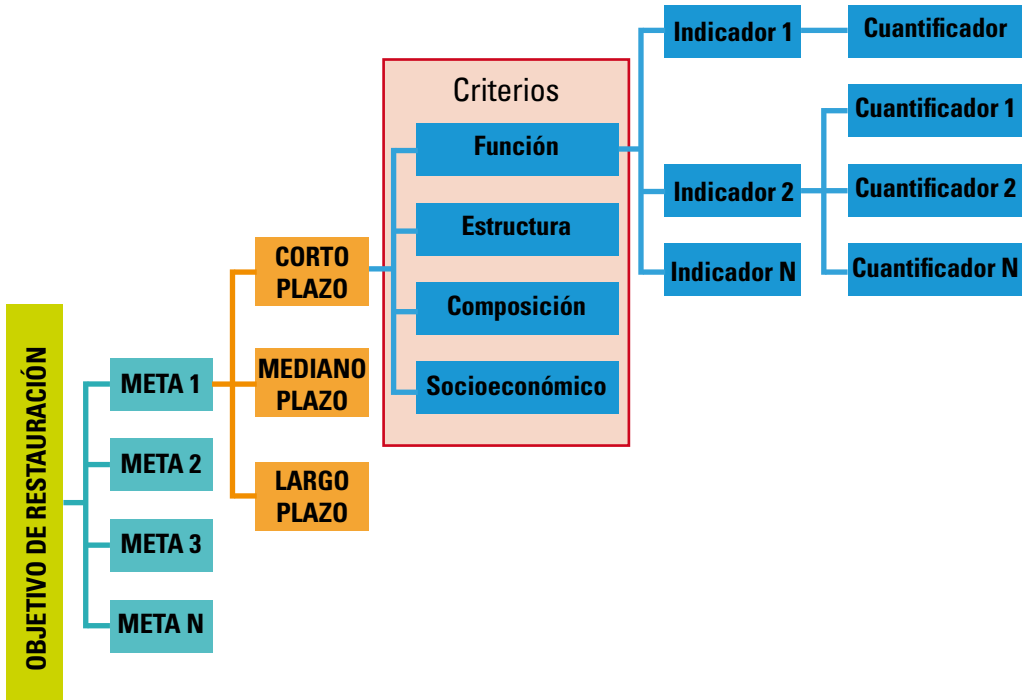 OBJETIVO DE RESTAURACIÓN
META 1
META 2
META 3
META N
CORTO
PLAZO
MEDIANO
PLAZO
LARGO
PLAZO
Criterios
Función
Estructura
Composición
Socioeconómico
Indicador 1
Indicador 2
Indicador N
Cuantificador
Cuantificador 1
Cuantificador 2
Cuantificador N